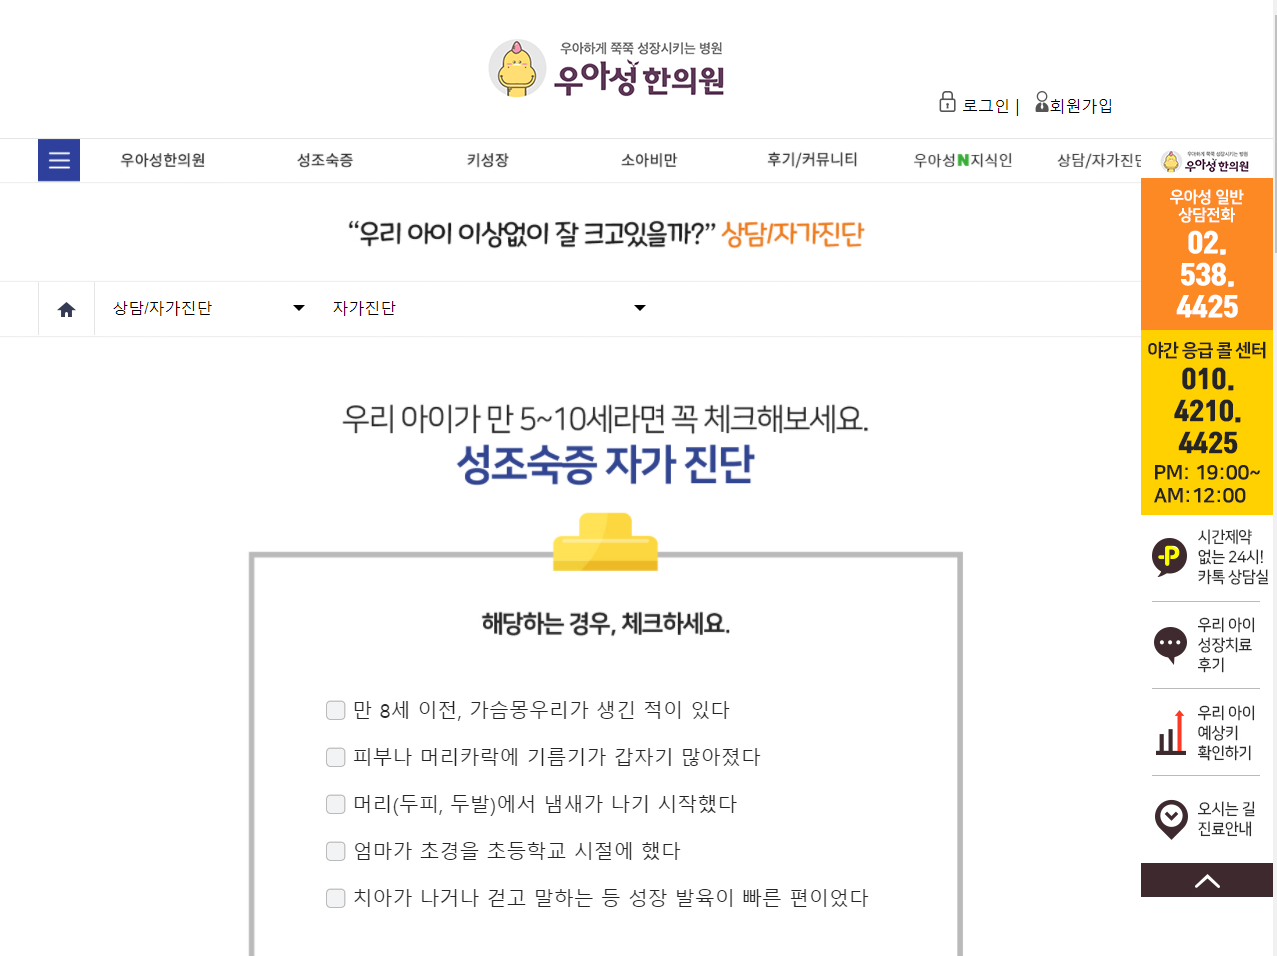 우아하게 쭉쭉 성장시키는 병원
우아성한의원
로그인 | 회원가입
우아성한의원 성조숙증 키성장 소아비만 후기/커뮤니티 우아성N지식인 상담/자가진단
우아하게 쭉쭉 성장시키는 병원
우아성한의원
“우리 아이 이상없이 잘 크고있을까?” 상담/자가진단
상담/자가진단 자가진단
우리 아이가 만 5~10세라면 꼭 체크해보세요.
성조숙증 자가 진단
해당하는 경우, 체크하세요.
만 8세 이전, 가슴몽우리가 생긴 적이 있다
피부나 머리카락에 기름기가 갑자기 많아졌다
머리(두피, 두발)에서 냄새가 나기 시작했다
엄마가 초경을 초등학교 시절에 했다
치아가 나거나 걷고 말하는 등 성장 발육이 빠른 편이었다
우아성 일반
상담전화
02.
538.
4425
야간 응급 콜 센터
010.
4210.
4425
PM: 19:00~
AM:12:00
P
시간제약
없는 24시!
카톡 상담실
우리 아이
성장치료
후기
우리 아이
예상키
확인하기
오시는 길
진료안내